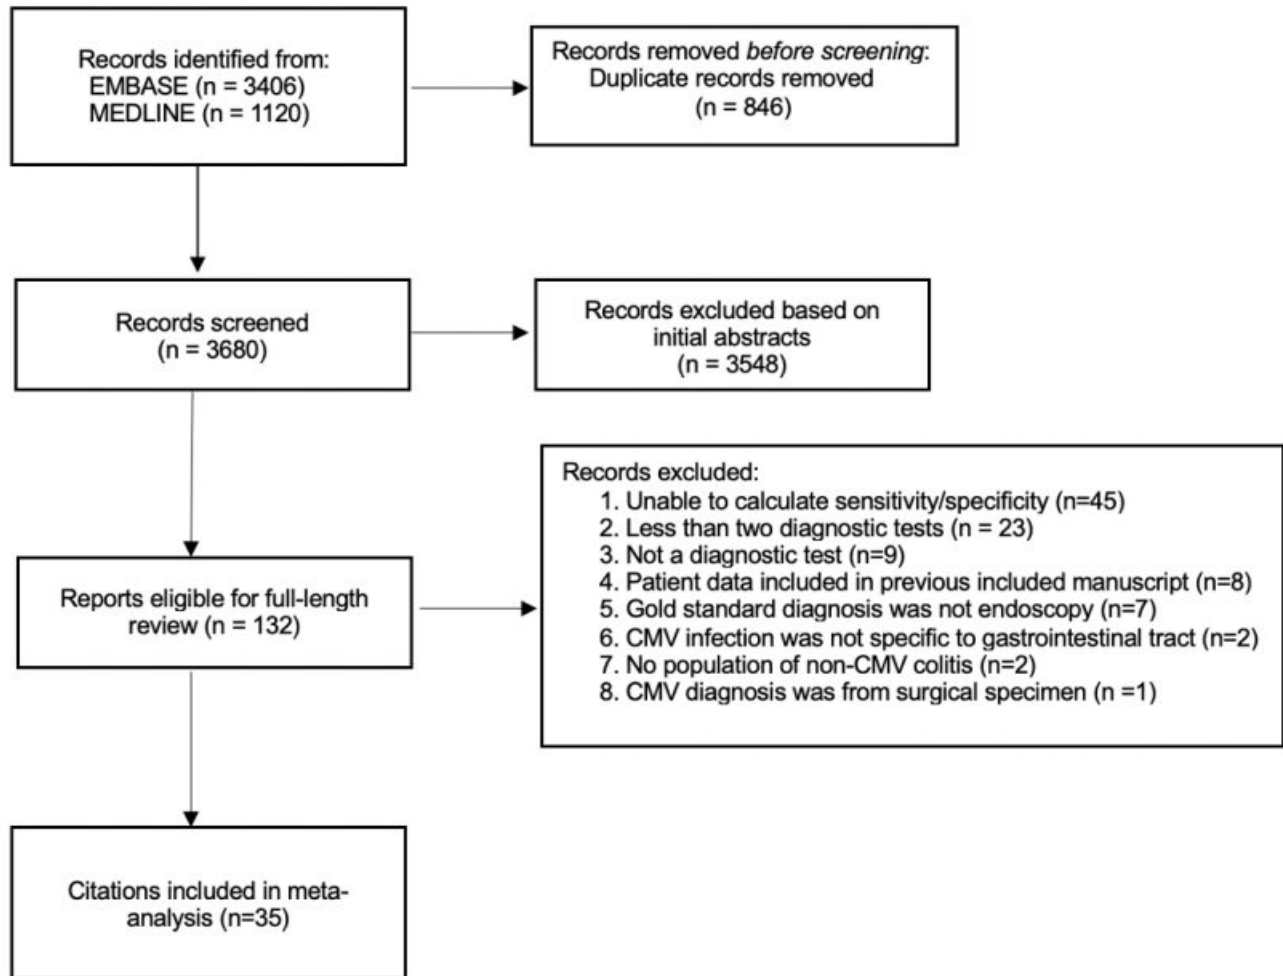 Records identified from:
EMBASE (n = 3406)
MEDLINE (n = 1120)
Records removed before screening:
Duplicate records removed
(n = 846)
Records screened
(n = 3680)
Records excluded based on
initial abstracts
(n = 3548)
Reports eligible for full-length
review (n = 132)
Records excluded:
1. Unable to calculate sensitivity/specificity (n=45)
2. Less than two diagnostic tests (n = 23)
3. Not a diagnostic test (n=9)
4. Patient data included in previous included manuscript (n=8)
5. Gold standard diagnosis was not endoscopy (n=7)
6. CMV infection was not specific to gastrointestinal tract (n=2)
7. No population of non-CMV colitis (n=2)
8. CMV diagnosis was from surgical specimen (n =1)
Citations included in meta-
analysis (n=35)